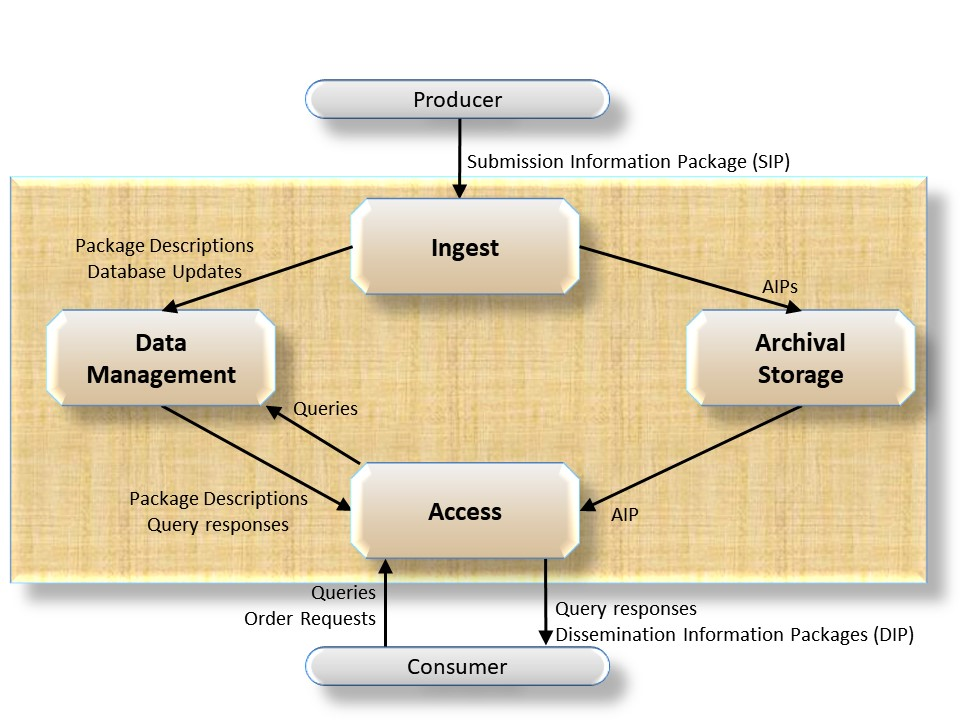 Producer
Submission Information Package (SIP)
Ingest
Package Descriptions
Database Updates
AIPs
Data
Management
Archival
Storage
Queries
Package Descriptions
Query responses
Access
AIP
Queries
Order Requests
Query responses
Dissemination Information Packages (DIP)
Consumer